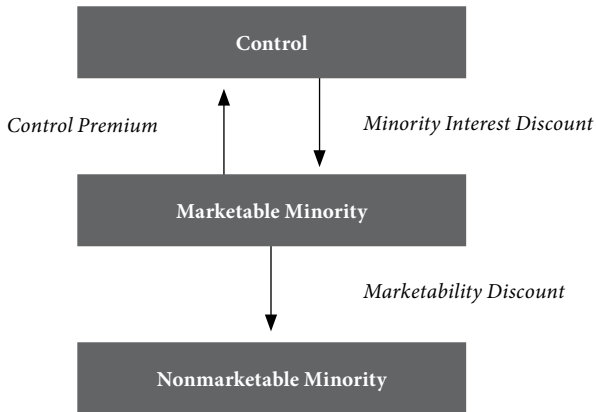 Control
Control Premium
Minority Interest Discount
Marketable Minority
Marketability Discount
Nonmarketable Minority